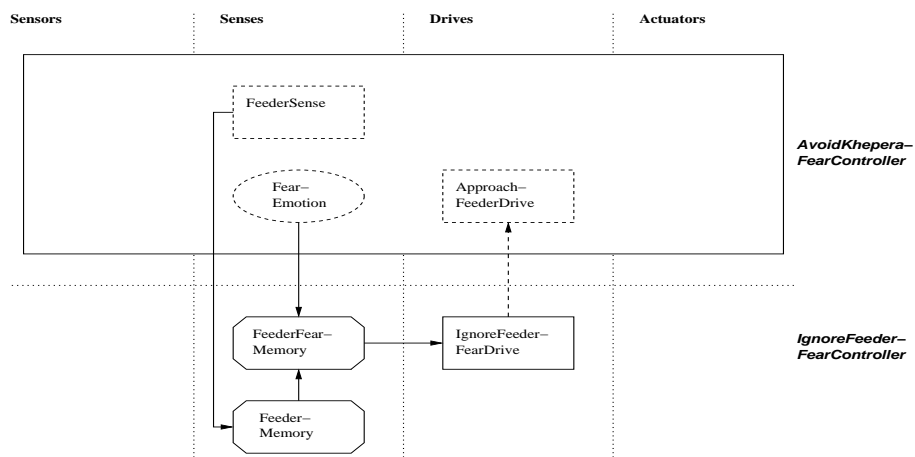 Sensors
Senses
Drives
Actuators
FeederSense
AvoidKhepera–
FearController
Fear–
Emotion
Approach–
FeederDrive
FeederFear–
Memory
IgnoreFeeder–
FearDrive
IgnoreFeeder–
FearController
Feeder–
Memory